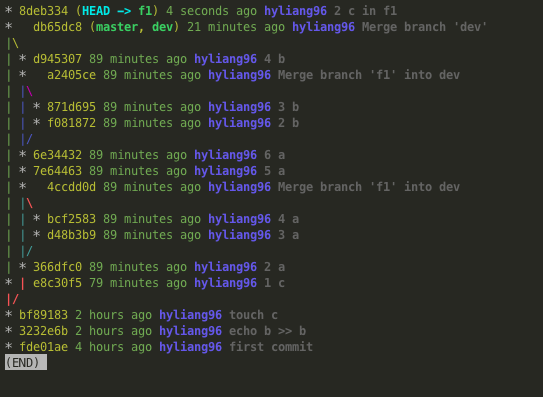 * 8deb334 (HEAD -> f1) 4 seconds ago hyliang96 2 c in f1
*   db65dc8 (master, dev) 21 minutes ago hyliang96 Merge branch 'dev'
|\
| * d945307 89 minutes ago hyliang96 4 b
| *   a2405ce 89 minutes ago hyliang96 Merge branch 'f1' into dev
| |\
| | * 871d695 89 minutes ago hyliang96 3 b
| | * f081872 89 minutes ago hyliang96 2 b
| |/
| * 6e34432 89 minutes ago hyliang96 6 a
| * 7e64463 89 minutes ago hyliang96 5 a
| *   4ccdd0d 89 minutes ago hyliang96 Merge branch 'f1' into dev
| |\
| | * bcf2583 89 minutes ago hyliang96 4 a
| | * d48b3b9 89 minutes ago hyliang96 3 a
| |/
| * 366dfc0 89 minutes ago hyliang96 2 a
* | e8c30f5 79 minutes ago hyliang96 1 c
|/
* bf89183 2 hours ago hyliang96 touch c
* 3232e6b 2 hours ago hyliang96 echo b >> b
* fde01ae 4 hours ago hyliang96 first commit
(END)